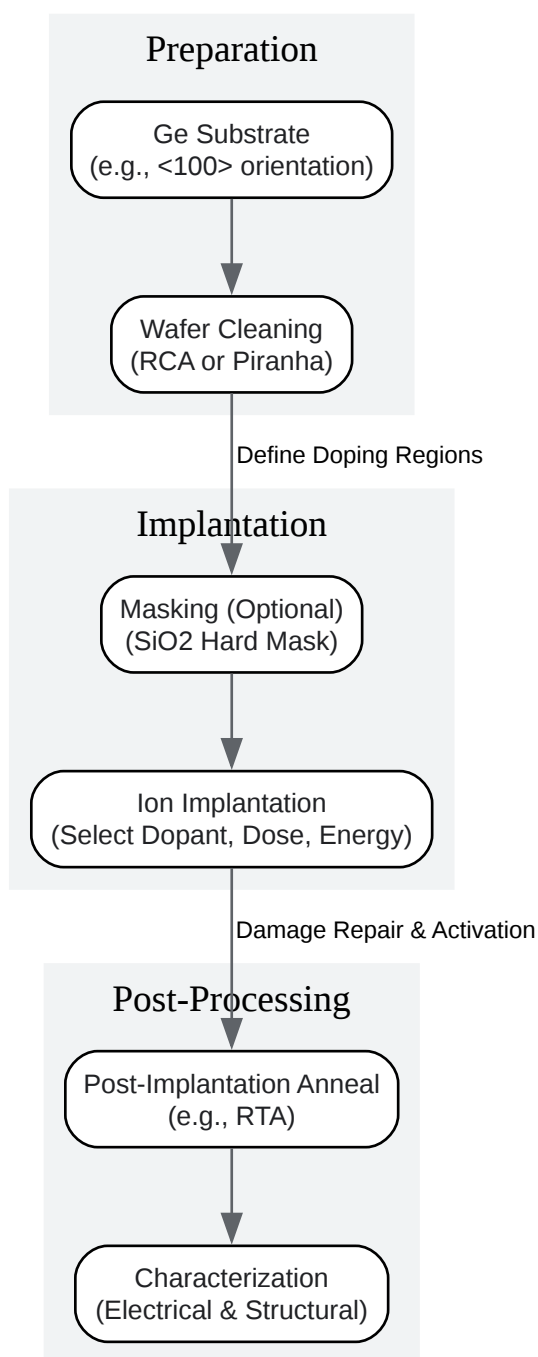 Preparation
Ge Substrate
(e.g., <100> orientation)
Wafer Cleaning
(RCA or Piranha)
Define Doping Regions
Implantation
Masking (Optional)
(SiO2 Hard Mask)
Ion Implantation
(Select Dopant, Dose, Energy)
Damage Repair & Activation
Post-Processing
Post-Implantation Anneal
(e.g., RTA)
Characterization
(Electrical & Structural)